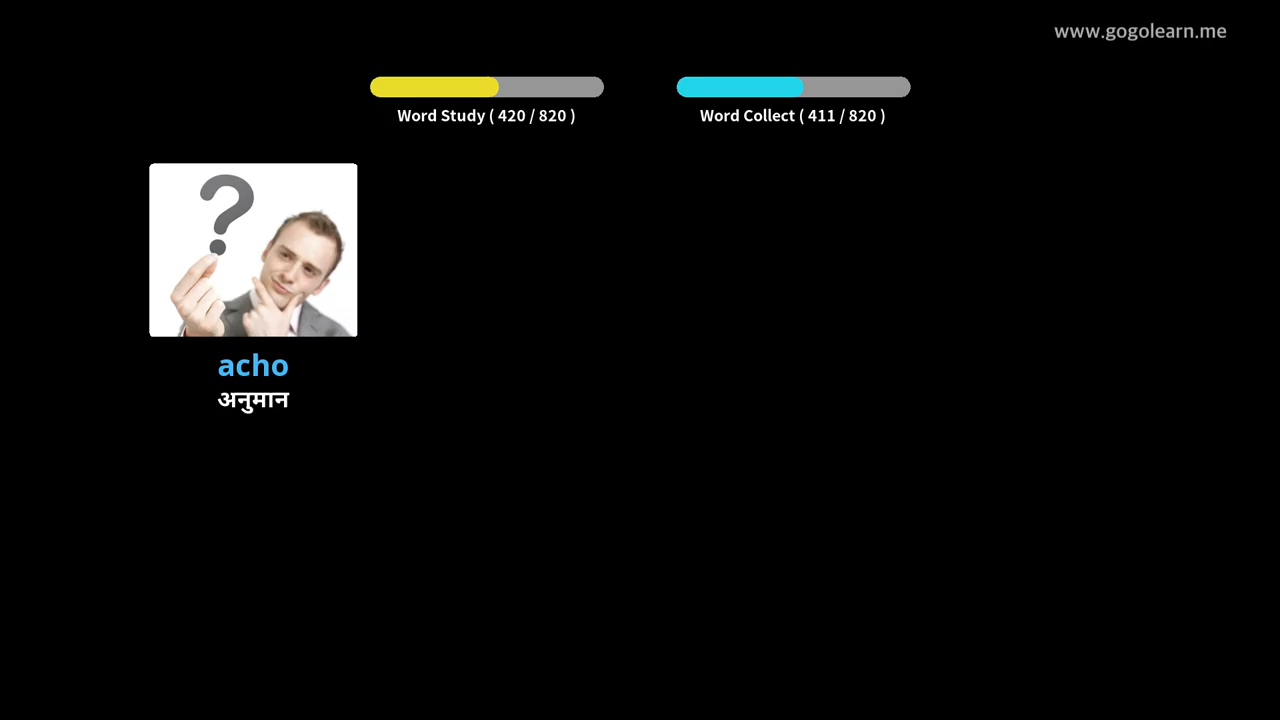 www.gogolearn.me
Word Study ( 420 / 820 )
Word Collect ( 411 / 820 )
?
acho
अनुमान